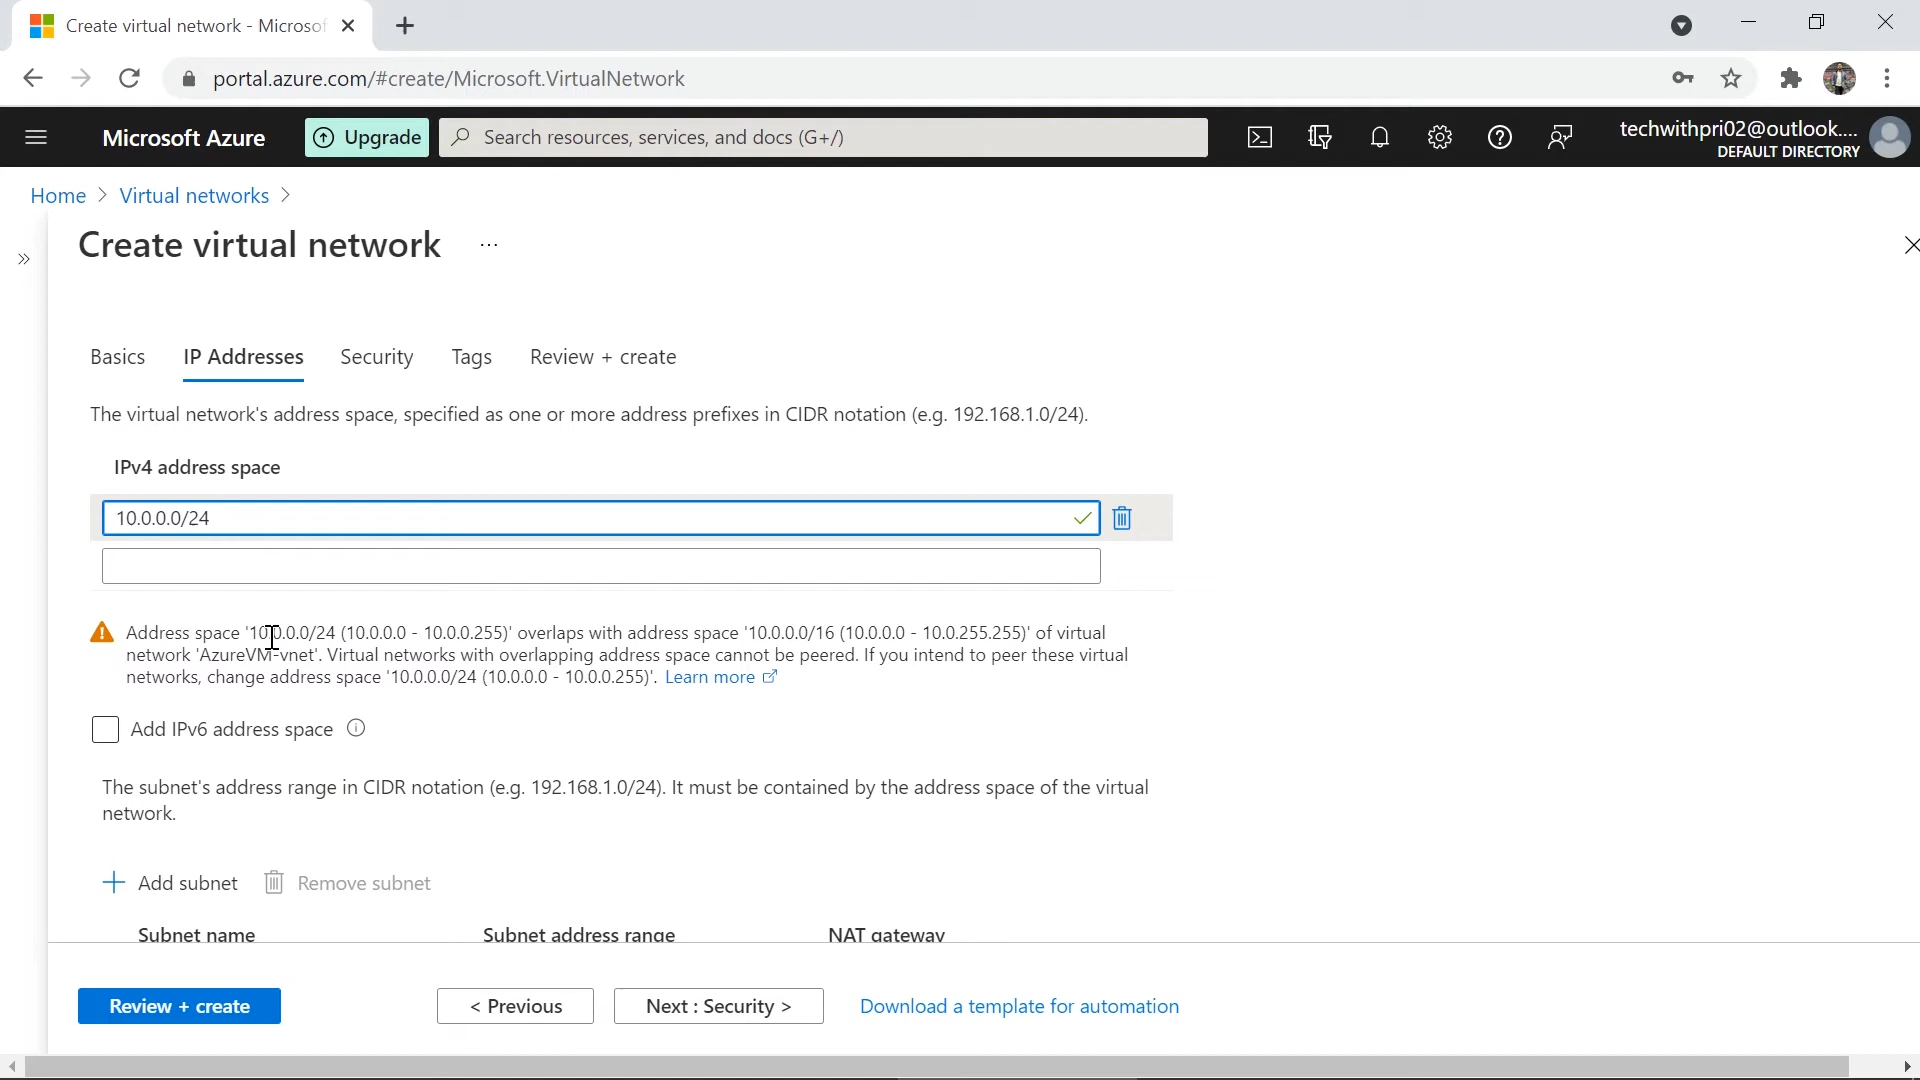 Create virtual network - Microsof
portal.azure.com/#create/Microsoft.VirtualNetwork
Microsoft Azure
Upgrade
Search resources, services, and docs (G+/)
techwithpri02@outlook....
DEFAULT DIRECTORY
Home > Virtual networks >
Create virtual network ...
Basics
IP Addresses
Security
Tags
Review + create
The virtual network's address space, specified as one or more address prefixes in CIDR notation (e.g. 192.168.1.0/24).
IPv4 address space
10.0.0.0/24
Address space '10.0.0.0/24 (10.0.0.0 - 10.0.0.255)' overlaps with address space '10.0.0.0/16 (10.0.0.0 - 10.0.255.255)' of virtual
network 'AzureVM-vnet'. Virtual networks with overlapping address space cannot be peered. If you intend to peer these virtual
networks, change address space '10.0.0.0/24 (10.0.0.0 - 10.0.0.255)'. Learn more
Add IPv6 address space
The subnet's address range in CIDR notation (e.g. 192.168.1.0/24). It must be contained by the address space of the virtual
network.
Add subnet
Remove subnet
Subnet name
Subnet address range
NAT gateway
Review + create
< Previous
Next : Security >
Download a template for automation